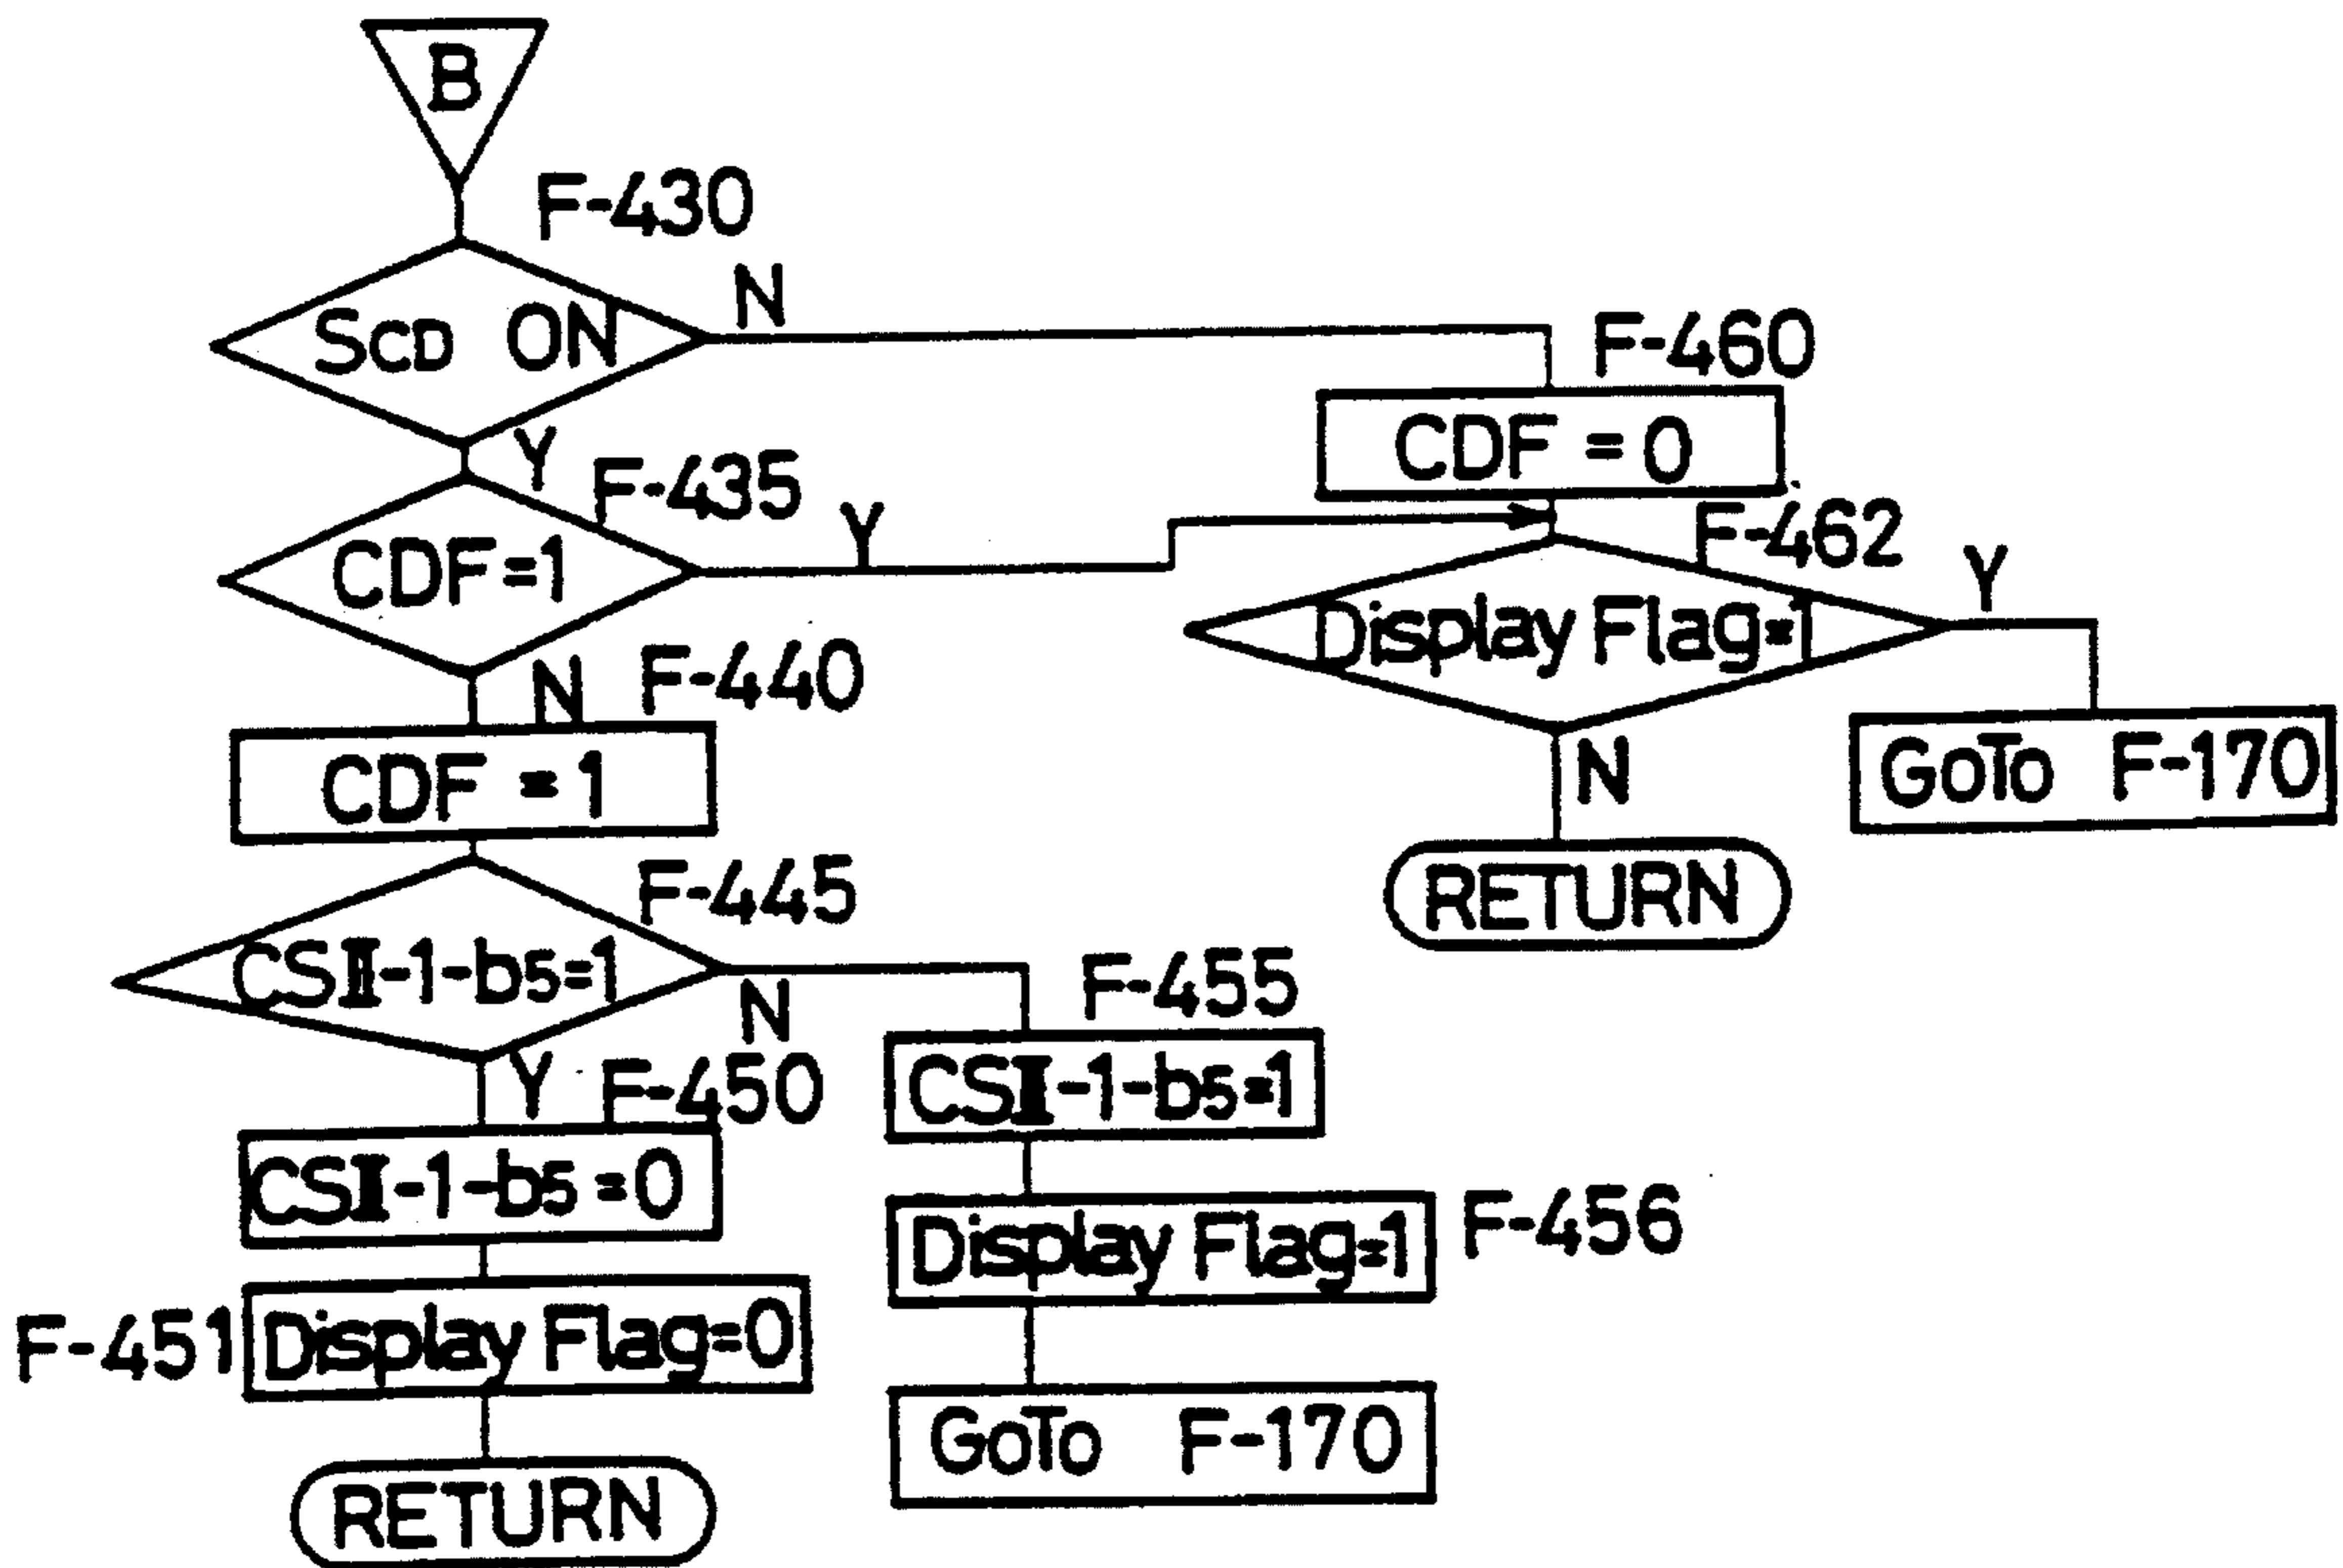 B
F-430
SCD ON
N
Y
F-460
CDF = 0
F-435
CDF=1
Y
F-462
Display Flag=1
Y
N
F-440
CDF = 1
N
GoTo F-170
RETURN
F-445
CSII-1-b5=1
N
Y
F-455
CSII-1-b5=1
F-450
CSII-1-b5=0
Display Flag=1
F-456
F-451
Display Flag=0
GoTo F-170
RETURN